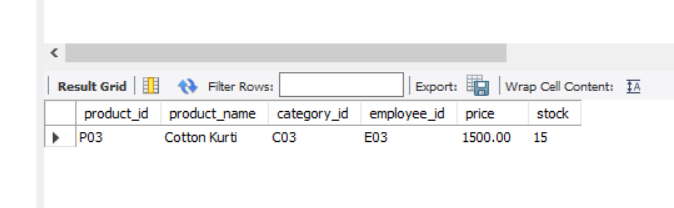 Result Grid Filter Rows: Export: Wrap Cell Content:
product_id product_name category_id employee_id price stock
P03 Cotton Kurti C03 E03 1500.00 15